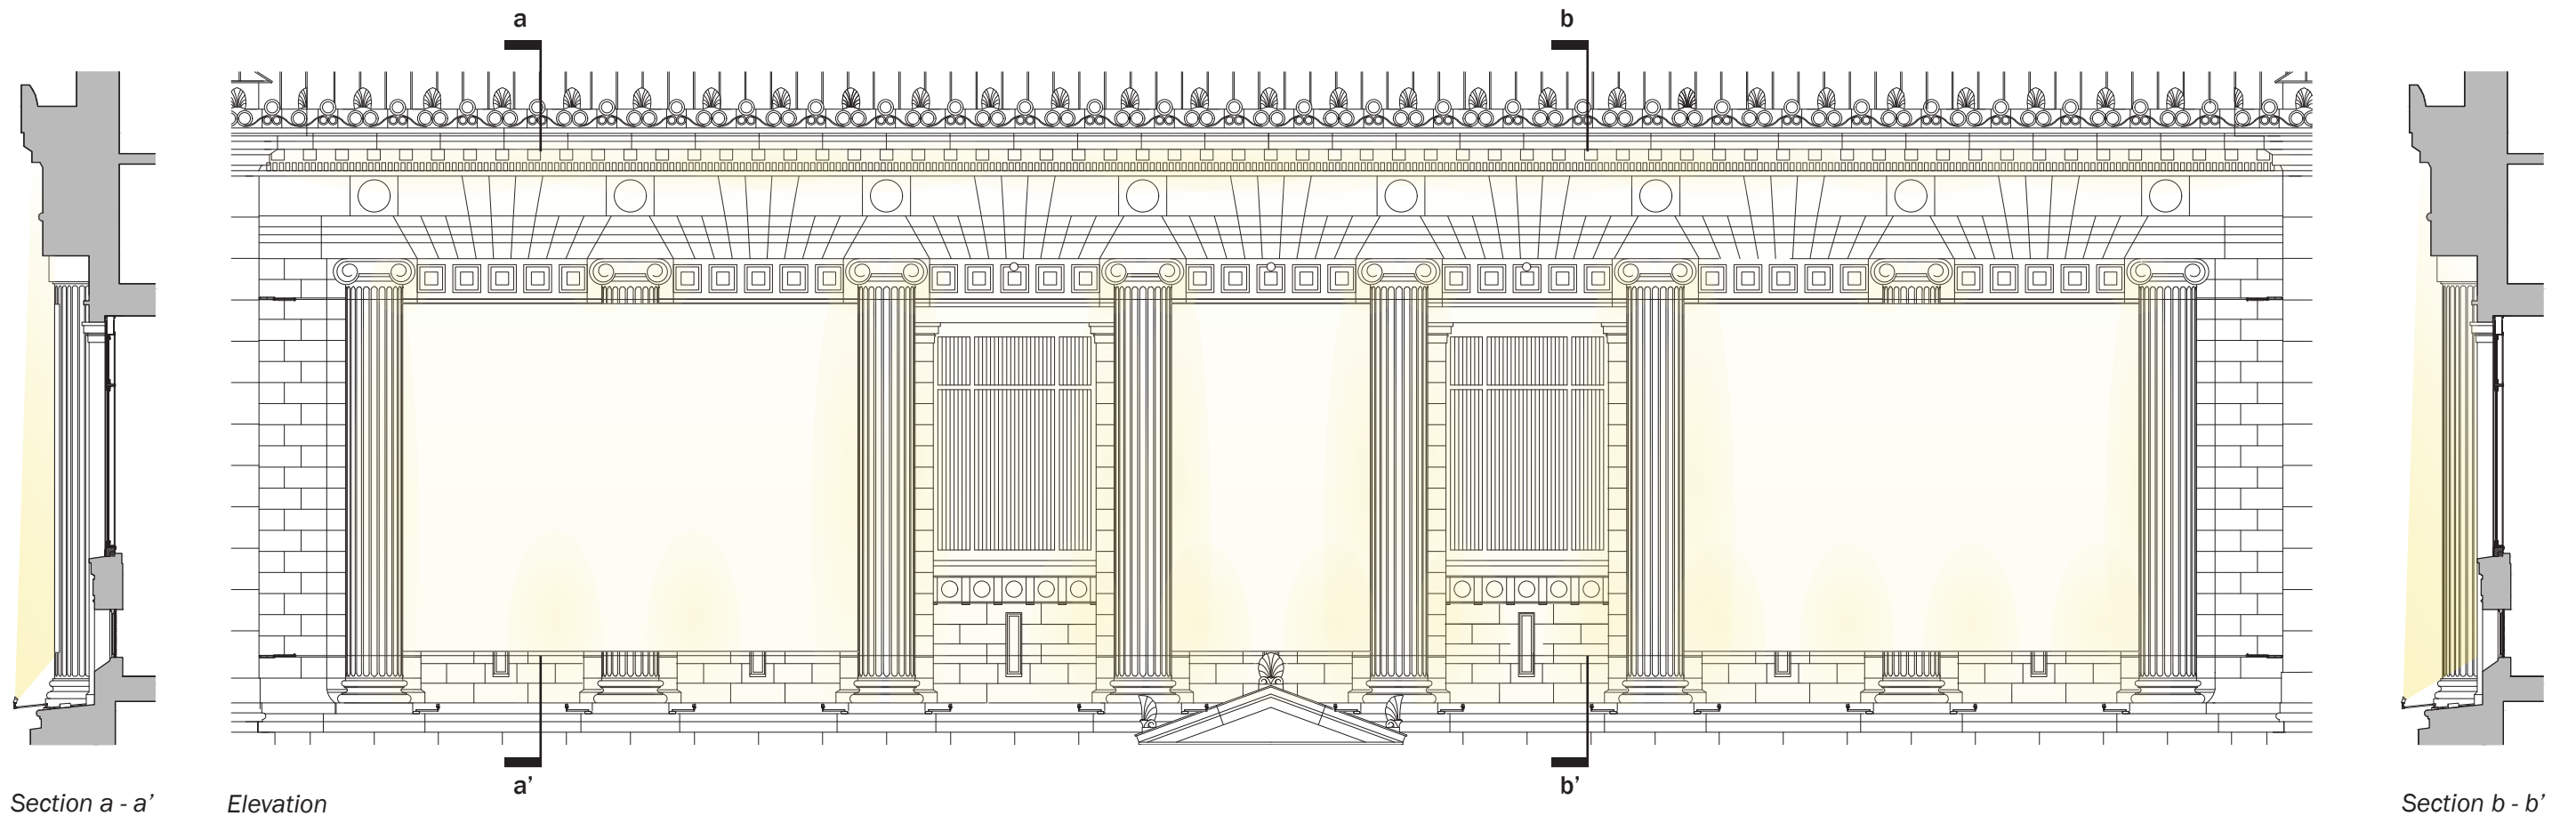 a
b
a’
b’
Section a - a’
Elevation
Section b - b’